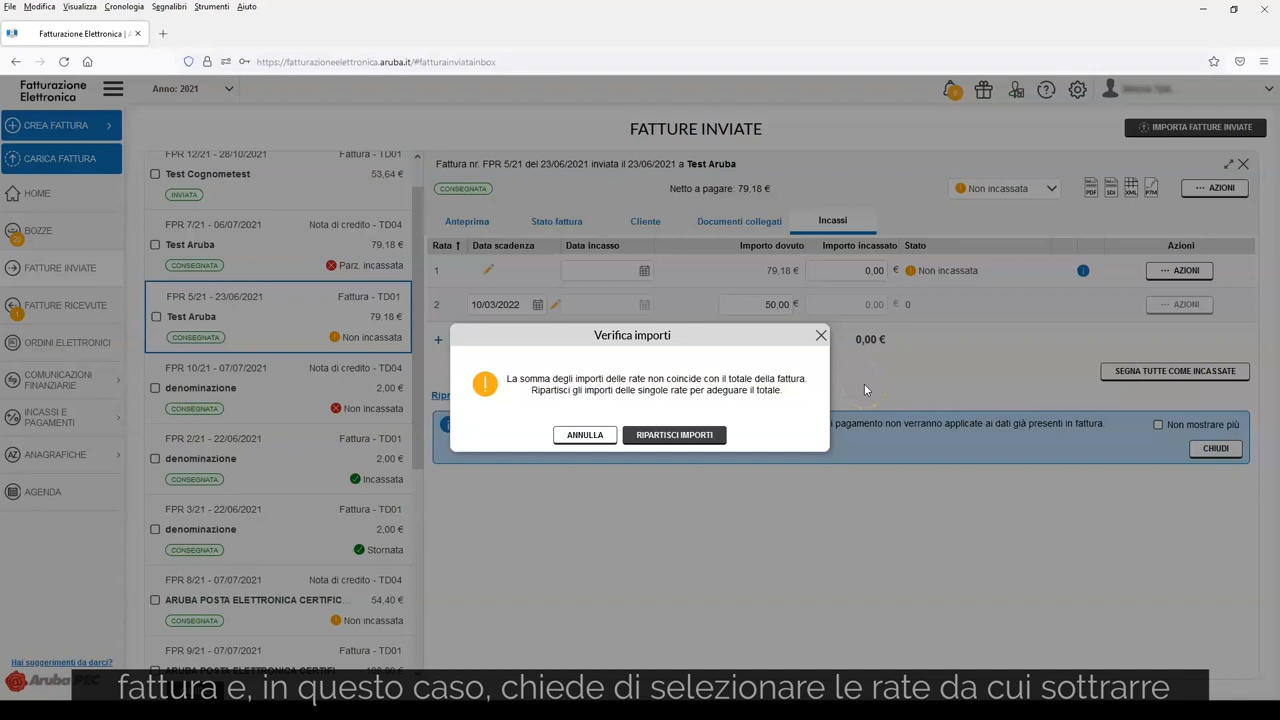 File Modifica Visualizza Cronologia Segnalibri Strumenti Aiuto
Fatturazione Elettronica |
https://fatturazioneelettronica.aruba.it/#fatturainviatainbox
Fatturazione
Elettronica
Anno: 2021
CREA FATTURA
CARICA FATTURA
HOME
BOZZE
FATTURE INVIATE
FATTURE RICEVUTE
1
ORDINI ELETTRONICI
COMUNICAZIONI
FINANZIARIE
INCASSI E
PAGAMENTI
ANAGRAFICHE
AGENDA
Hai suggerimenti da darci?
ArubaPEC
FATTURE INVIATE
IMPORTA FATTURE INVIATE
FPR 12/21 - 28/10/2021 Fattura - TD01
Test Cognometest 53,64 €
INVIATA
FPR 7/21 - 06/07/2021 Nota di credito - TD04
Test Aruba 79,18 €
CONSEGNATA Parz. incassata
FPR 5/21 - 23/06/2021 Fattura - TD01
Test Aruba 79,18 €
CONSEGNATA Non incassata
FPR 10/21 - 07/07/2021 Fattura - TD01
denominazione 2,00 €
CONSEGNATA Non incassata
FPR 2/21 - 22/06/2021 Fattura - TD01
denominazione 2,00 €
CONSEGNATA Incassata
FPR 3/21 - 22/06/2021 Fattura - TD01
denominazione 2,00 €
CONSEGNATA Stornata
FPR 8/21 - 07/07/2021 Nota di credito - TD04
ARUBA POSTA ELETTRONICA CERTIFIC... 54,40 €
CONSEGNATA Non incassata
FPR 9/21 - 07/07/2021 Fattura - TD01
Fattura nr. FPR 5/21 del 23/06/2021 inviata il 23/06/2021 a Test Aruba
CONSEGNATA Netto a pagare: 79,18 € Non incassata PDF SDI XML P7M ··· AZIONI
Anteprima Stato fattura Cliente Documenti collegati Incassi
Rata Data scadenza Data incasso Importo dovuto Importo incassato Stato Azioni
1 79,18 € 0,00 € Non incassata ··· AZIONI
2 10/03/2022 50,00 € 0,00 € 0 ··· AZIONI
+ 0,00 €
SEGNA TUTTE COME INCASSATE
Verifica importi
La somma degli importi delle rate non coincide con il totale della fattura.
Ripartisci gli importi delle singole rate per adeguare il totale.
ANNULLA RIPARTISCI IMPORTI
i pagamento non verranno applicate ai dati già presenti in fattura. Non mostrare più
CHIUDI
fattura e, in questo caso, chiede di selezionare le rate da cui sottrarre